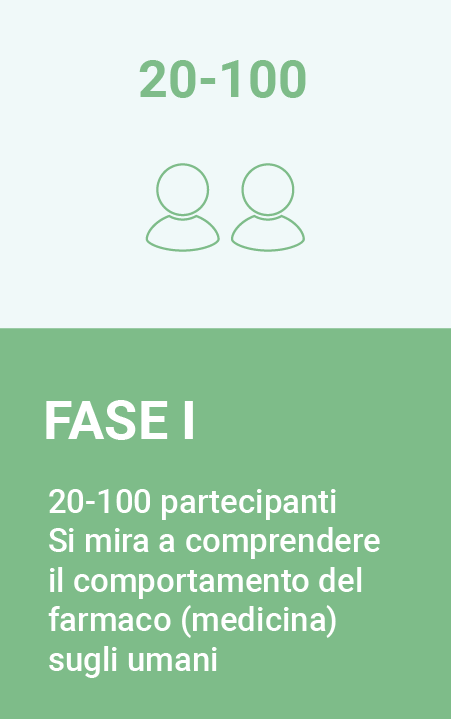 20-100
FASE I
20-100 partecipanti
Si mira a comprendere
il comportamento del
farmaco (medicina)
sugli umani